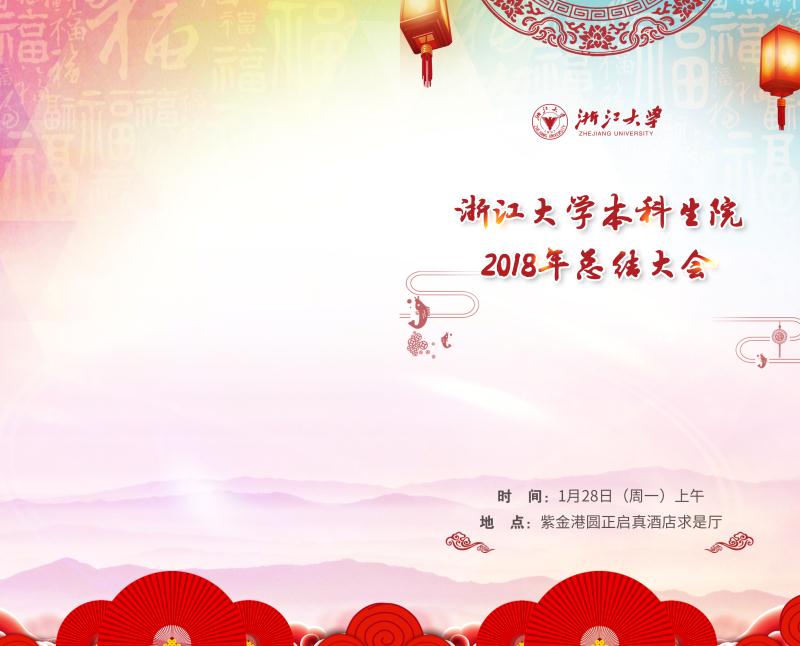 浙江大学
ZHEJIANG UNIVERSITY
浙江大学本科生院
2018年总结大会
时 间：1月28日（周一）上午
地 点：紫金港圆正启真酒店求是厅